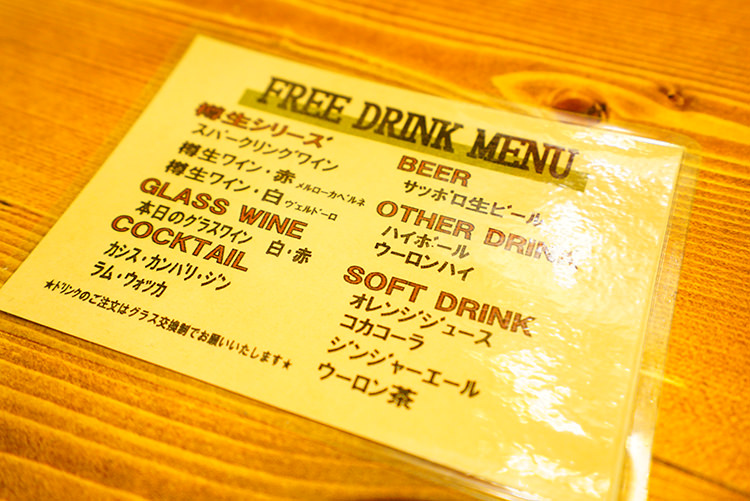 FREE DRINK MENU
樽生シリーズ
スパークリングワイン
樽生ワイン・赤 メルローカベルネ
樽生ワイン・白 ヴェルドーロ
GLASS WINE
本日のグラスワイン 白・赤
COCKTAIL
カシス・カンパリ・ジン
ラム・ウォッカ
★ドリンクのご注文はグラス交換制でお願いいたします★
BEER
サッポロ生ビール
OTHER DRINK
ハイボール
ウーロンハイ
SOFT DRINK
オレンジジュース
コカコーラ
ジンジャーエール
ウーロン茶